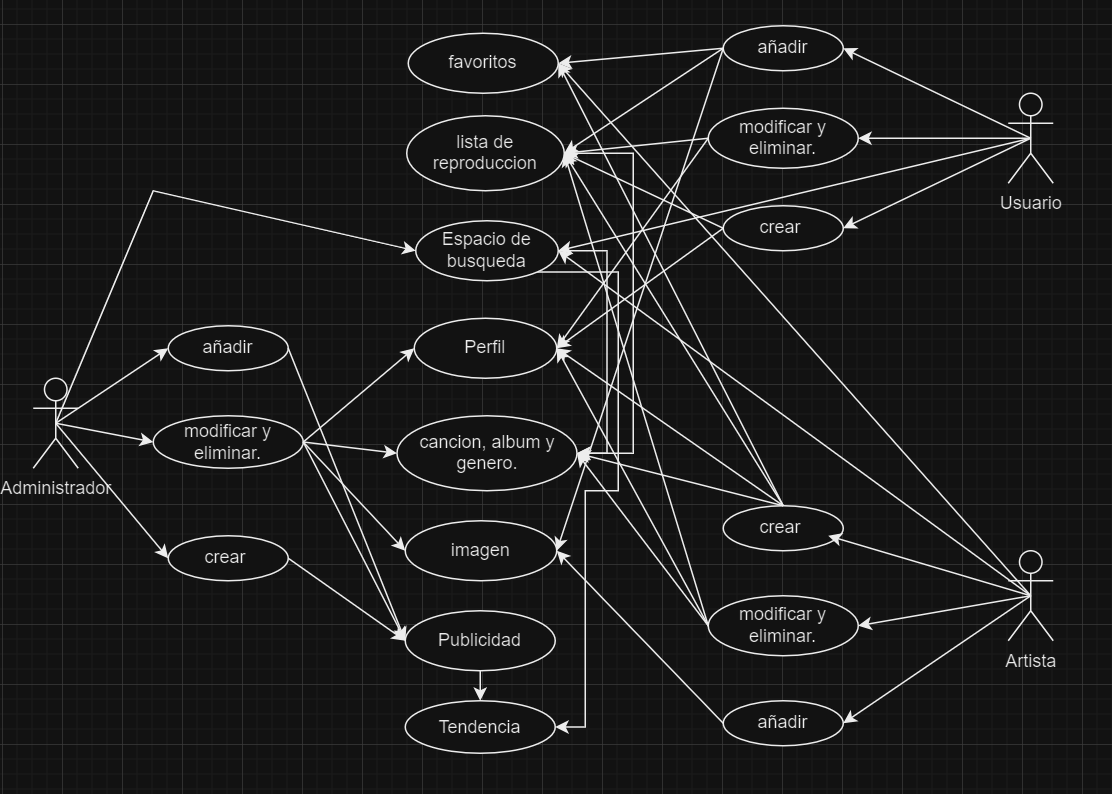 favoritos
añadir
lista de
reproduccion
modificar y
eliminar.
Usuario
crear
Espacio de
busqueda
añadir
Perfil
modificar y
eliminar.
cancion, album y
genero.
Administrador
crear
imagen
crear
Publicidad
modificar y
eliminar.
Artista
Tendencia
añadir